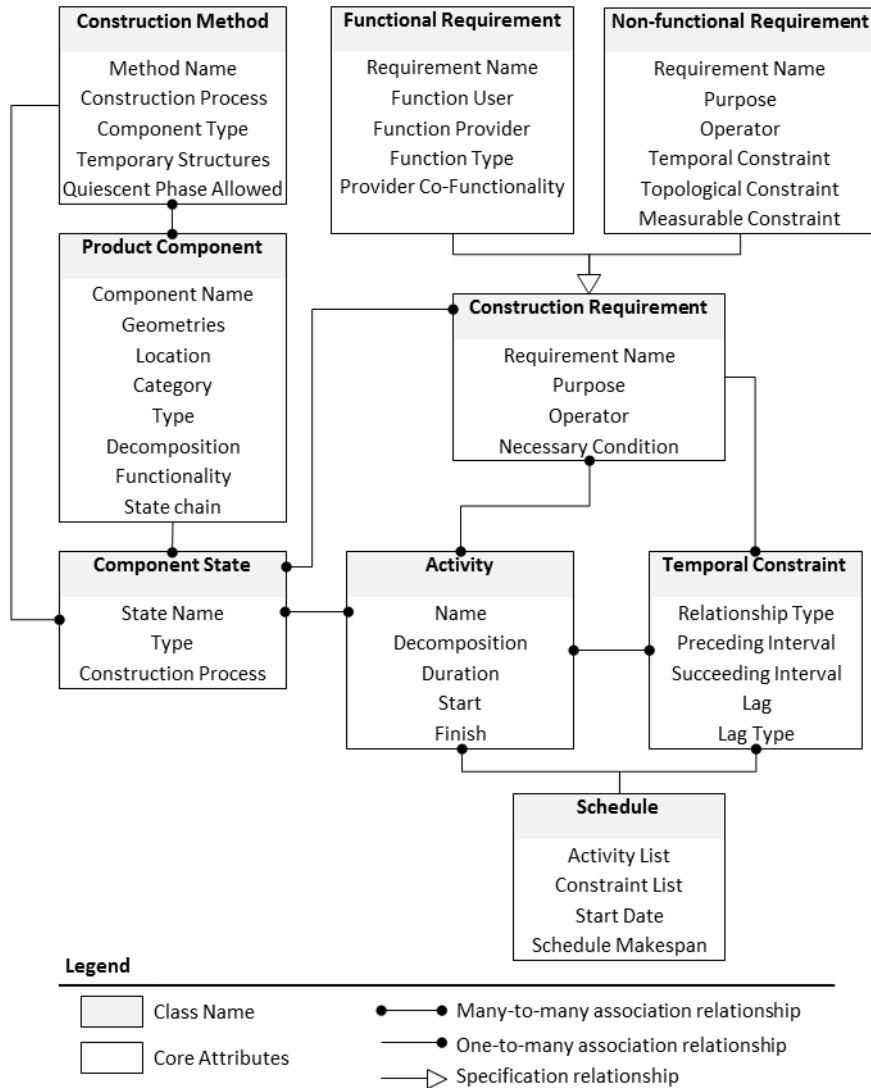 Construction Method
Method Name
Construction Process
Component Type
Temporary Structures
Quiescent Phase Allowed
Functional Requirement
Requirement Name
Function User
Function Provider
Function Type
Provider Co-Functionality
Non-functional Requirement
Requirement Name
Purpose
Operator
Temporal Constraint
Topological Constraint
Measurable Constraint
Product Component
Component Name
Geometries
Location
Category
Type
Decomposition
Functionality
State chain
Construction Requirement
Requirement Name
Purpose
Operator
Necessary Condition
Component State
State Name
Type
Construction Process
Activity
Name
Decomposition
Duration
Start
Finish
Temporal Constraint
Relationship Type
Preceding Interval
Succeeding Interval
Lag
Lag Type
Schedule
Activity List
Constraint List
Start Date
Schedule Makespan
Legend
Class Name
Core Attributes
Many-to-many association relationship
One-to-many association relationship
Specification relationship